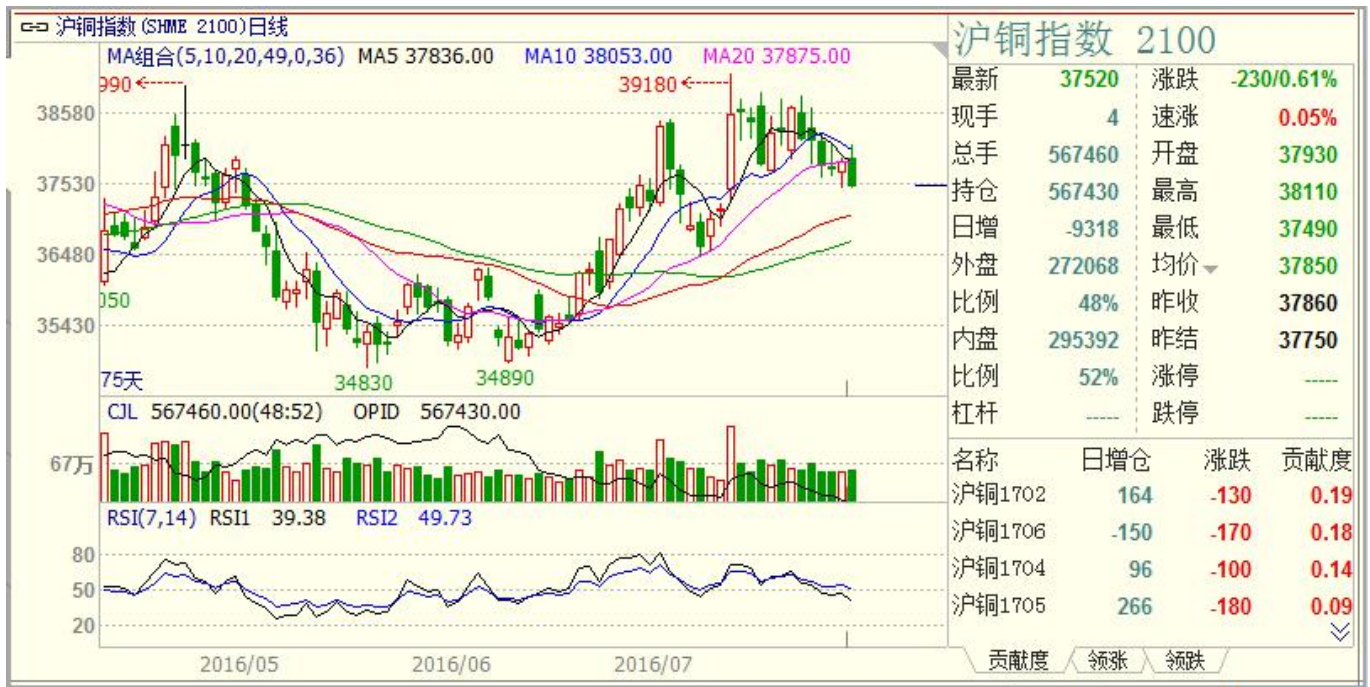 沪铜指数(SHME 2100)日线
MA组合(5,10,20,49,0,36) MA5 37836.00 MA10 38053.00 MA20 37875.00
990
39180
38580
37530
36480
35430
050
75天
34830
34890
CJL 567460.00(48:52) OPID 567430.00
67万
RSI(7,14) RSI1 39.38 RSI2 49.73
80
50
20
2016/05 2016/06 2016/07
沪铜指数 2100
最新 37520 涨跌 -230/0.61%
现手 4 速涨 0.05%
总手 567460 开盘 37930
持仓 567430 最高 38110
日增 -9318 最低 37490
外盘 272068 均价 37850
比例 48% 昨收 37860
内盘 295392 昨结 37750
比例 52% 涨停 -----
杠杆 ----- 跌停 -----
名称 日增仓 涨跌 贡献度
沪铜1702 164 -130 0.19
沪铜1706 -150 -170 0.18
沪铜1704 96 -100 0.14
沪铜1705 266 -180 0.09
贡献度 领涨 领跌